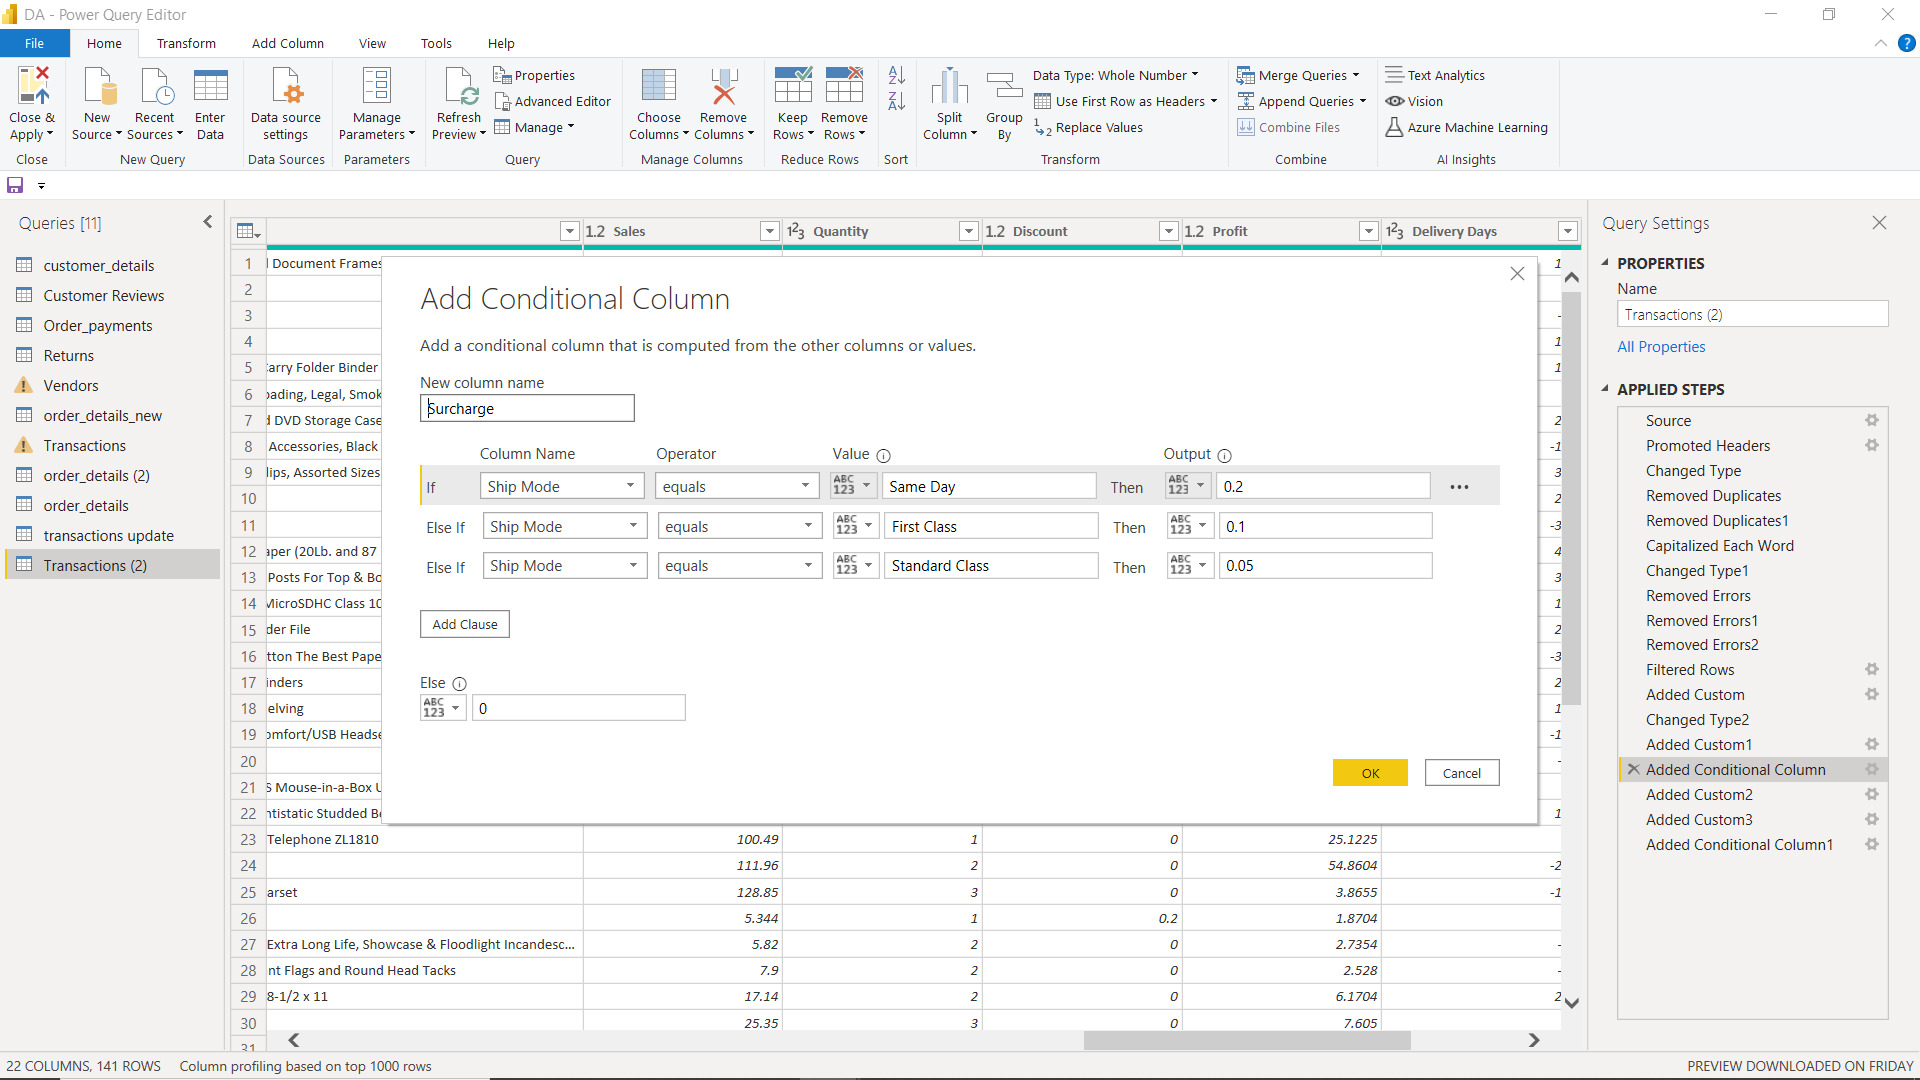 DA - Power Query Editor
File Home Transform Add Column View Tools Help
Close & Apply
Close
New Source
Recent Sources
Enter Data
New Query
Data source settings
Data Sources
Manage Parameters
Parameters
Refresh Preview
Properties
Advanced Editor
Manage
Query
Choose Columns
Remove Columns
Manage Columns
Keep Rows
Remove Rows
Reduce Rows
Sort
Split Column
Group By
Data Type: Whole Number
Use First Row as Headers
Replace Values
Transform
Merge Queries
Append Queries
Combine Files
Combine
Text Analytics
Vision
Azure Machine Learning
AI Insights
Queries [11]
customer_details
Customer Reviews
Order_payments
Returns
Vendors
order_details_new
Transactions
order_details (2)
order_details
transactions update
Transactions (2)
1.2 Sales 1²3 Quantity 1.2 Discount 1.2 Profit 1²3 Delivery Days
1 Document Frames 1
2
3 -
4 1
5 arry Folder Binder 1
6 ading, Legal, Smok
7 d DVD Storage Case 2
8 Accessories, Black -1
9 lips, Assorted Sizes 3
10 2
11 -3
12 aper (20Lb. and 87 4
13 Posts For Top & Bo 3
14 MicroSDHC Class 10 1
15 der File 2
16 tton The Best Pape -3
17 inders 2
18 elving 1
19 omfort/USB Headse -1
20 -
21 S Mouse-in-a-Box U
22 ntistatic Studded Be 1
23 Telephone ZL1810 100.49 1 0 25.1225
24 111.96 2 0 54.8604 -2
25 arset 128.85 3 0 3.8655 -1
26 5.344 1 0.2 1.8704
27 Extra Long Life, Showcase & Floodlight Incandesc... 5.82 2 0 2.7354 -
28 nt Flags and Round Head Tacks 7.9 2 0 2.528 -
29 8-1/2 x 11 17.14 2 0 6.1704 2
30 25.35 3 0 7.605
31
Add Conditional Column
Add a conditional column that is computed from the other columns or values.
New column name
Surcharge
Column Name Operator Value Output
If Ship Mode equals ABC 123 Same Day Then ABC 123 0.2 •••
Else If Ship Mode equals ABC 123 First Class Then ABC 123 0.1
Else If Ship Mode equals ABC 123 Standard Class Then ABC 123 0.05
Add Clause
Else
ABC 123 0
OK Cancel
Query Settings
PROPERTIES
Name
Transactions (2)
All Properties
APPLIED STEPS
Source
Promoted Headers
Changed Type
Removed Duplicates
Removed Duplicates1
Capitalized Each Word
Changed Type1
Removed Errors
Removed Errors1
Removed Errors2
Filtered Rows
Added Custom
Changed Type2
Added Custom1
Added Conditional Column
Added Custom2
Added Custom3
Added Conditional Column1
22 COLUMNS, 141 ROWS Column profiling based on top 1000 rows PREVIEW DOWNLOADED ON FRIDAY